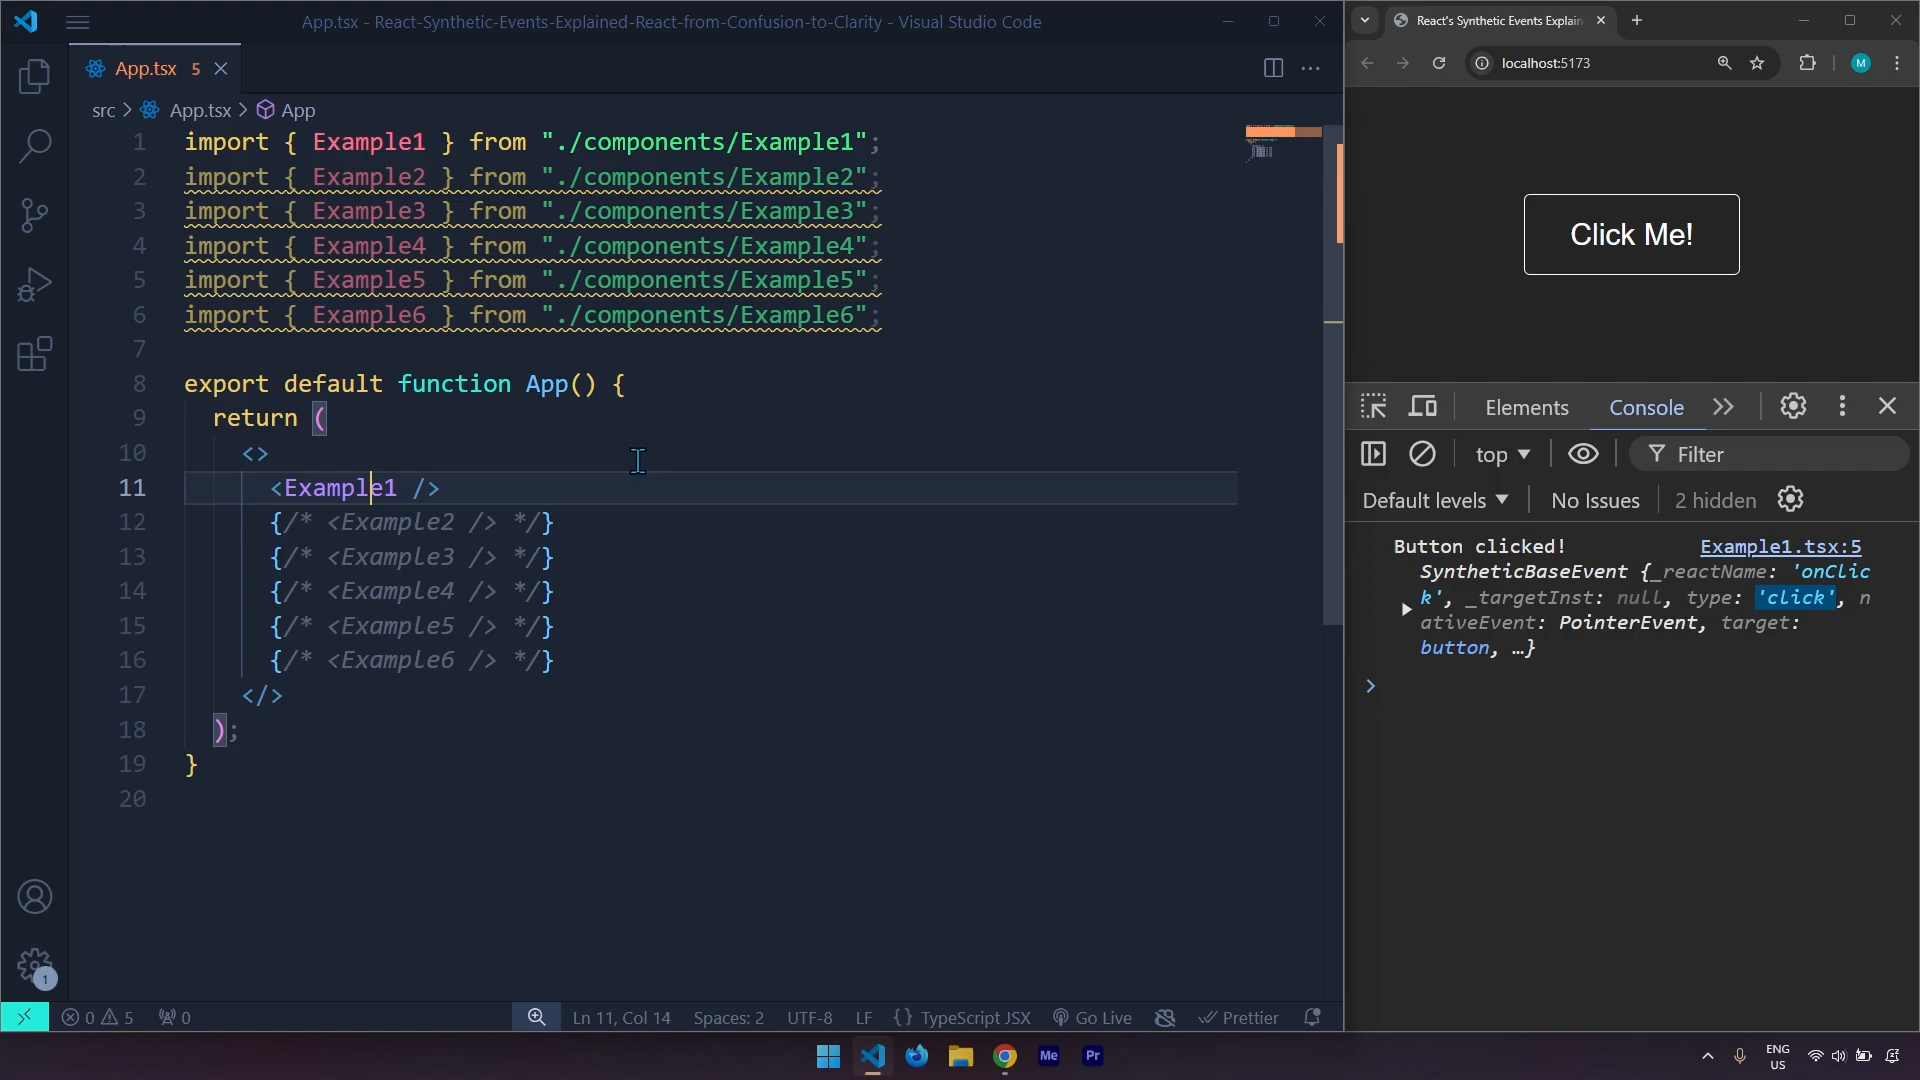 App.tsx - React-Synthetic-Events-Explained-React-from-Confusion-to-Clarity - Visual Studio Code
App.tsx 5
src > App.tsx > App
1 import { Example1 } from "./components/Example1";
2 import { Example2 } from "./components/Example2";
3 import { Example3 } from "./components/Example3";
4 import { Example4 } from "./components/Example4";
5 import { Example5 } from "./components/Example5";
6 import { Example6 } from "./components/Example6";
7
8 export default function App() {
9 return (
10 <>
11 <Example1 />
12 {/* <Example2 /> */}
13 {/* <Example3 /> */}
14 {/* <Example4 /> */}
15 {/* <Example5 /> */}
16 {/* <Example6 /> */}
17 </>
18 );
19 }
20
1
0 5 0 Ln 11, Col 14 Spaces: 2 UTF-8 LF {} TypeScript JSX Go Live Prettier
React's Synthetic Events Explain
localhost:5173 M
Click Me!
Elements Console
top Filter
Default levels No Issues 2 hidden
Button clicked! Example1.tsx:5
SyntheticBaseEvent {_reactName: 'onClic
k', _targetInst: null, type: 'click', n
ativeEvent: PointerEvent, target:
button, …}
Me Pr ENG
US